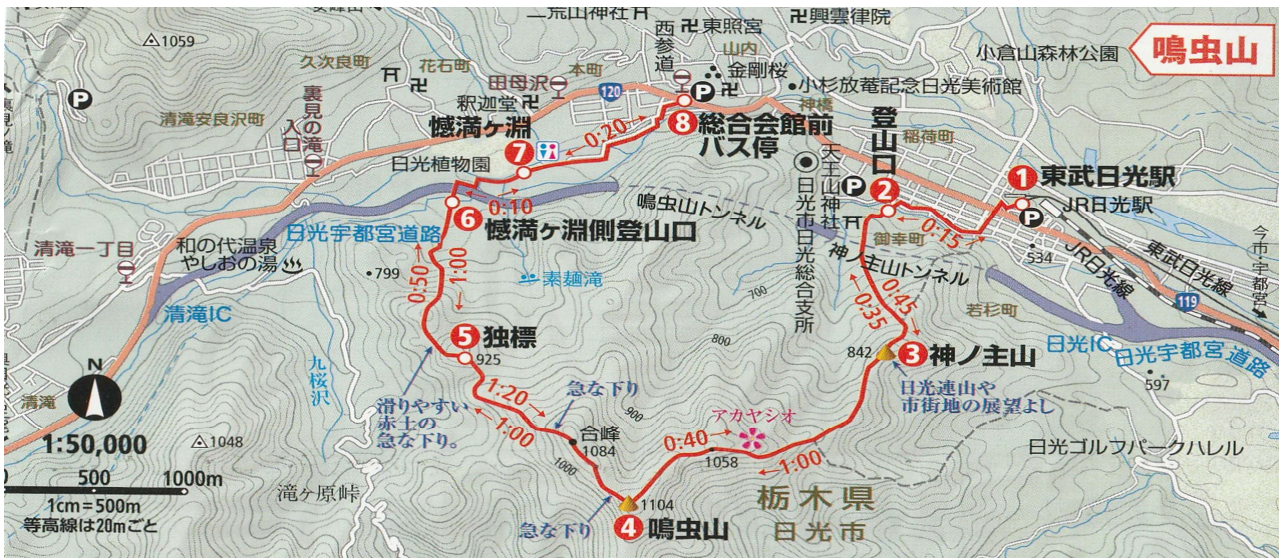 鳴虫山
二荒山神社
東照宮
興雲律院
西参道
山内
小倉山森林公園
1059
久次良町
花石町
本町
田母沢
120
金剛桜
小杉放菴記念日光美術館
P
釈迦堂
裏見の滝
入口
清滝安良沢町
神橋
8 総合会館前
バス停
憾満ヶ淵
7
0:20
登山口
2
稲荷町
日光植物園
天王山神社
日光市日光総合支所
1 東武日光駅
JR日光駅
P
0:10
6 憾満ヶ淵側登山口
鳴虫山トンネル
御幸町
0:15
534
日光宇都宮道路
清滝一丁目
和の代温泉
やしおの湯
799
素麺滝
神ノ主山トンネル
JR日光線
東武日光線
今市・宇都宮
119
0:50
1:00
700
0:45
0:35
若杉町
清滝IC
5 独標
925
800
842
3 神ノ主山
日光IC
日光宇都宮道路
597
N
九桜沢
清滝
滑りやすい
赤土の
急な下り。
1:20
1:00
急な下り
900
日光連山や
市街地の展望よし
アカヤシオ
1:50,000
1048
合峰
1084
1000
0:40
1058
1:00
日光ゴルフパークハレル
500
1000m
1cm=500m
等高線は20mごと
滝ヶ原峠
急な下り
1104
4 鳴虫山
栃木県
日光市